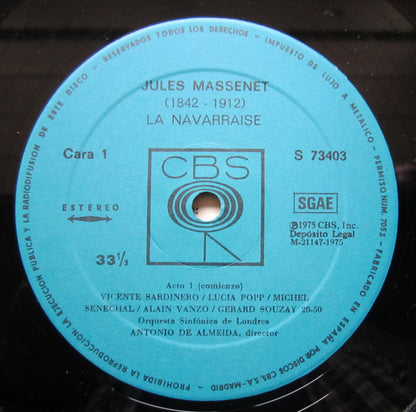 RESERVADOS TODOS LOS DERECHOS - IMPUESTO DE LUJO A METALICO - PERMISO NUM. 7053 - FABRICADO EN ESPAÑA POR DISCOS CBS, S.A.-MADRID - PROHIBIDA LA REPRODUCCION, LA EJECUCION PUBLICA Y LA RADIODIFUSION DE ESTE DISCO -
JULES MASSENET
(1842 - 1912)
LA NAVARRAISE
Cara 1
CBS
S 73403
ESTEREO
SGAE
℗1975 CBS, Inc.
Depósito Legal
M-21147-1975
33⅓
Acto 1 (comienzo)
VICENTE SARDINERO / LUCIA POPP / MICHEL
SENECHAL / ALAIN VANZO / GERARD SOUZAY 20-50
Orquesta Sinfónica de Londres
ANTONIO DE ALMEIDA, director